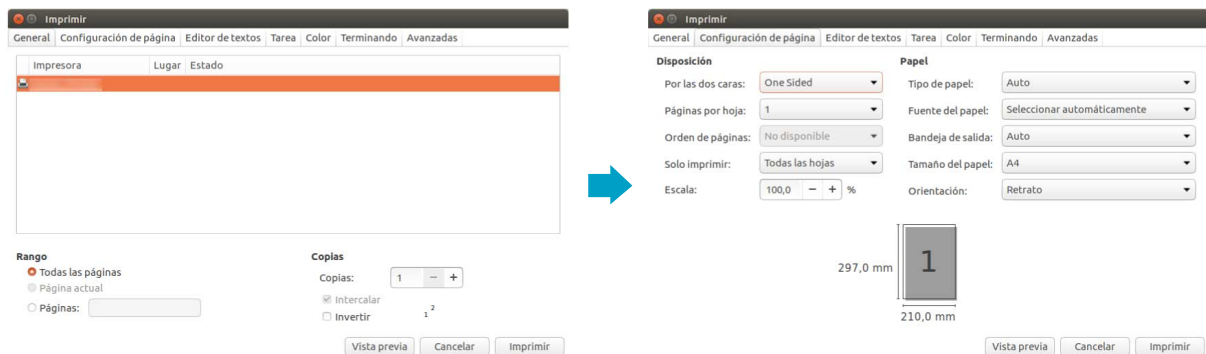 Imprimir
General Configuración de página Editor de textos Tarea Color Terminando Avanzadas
Impresora Lugar Estado
Rango
Todas las páginas
Página actual
Páginas:
Copias
Copias: 1 − +
Intercalar
Invertir
1 2
Vista previa Cancelar Imprimir
Imprimir
General Configuración de página Editor de textos Tarea Color Terminando Avanzadas
Disposición
Por las dos caras: One Sided
Páginas por hoja: 1
Orden de páginas: No disponible
Solo imprimir: Todas las hojas
Escala: 100,0 − + %
Papel
Tipo de papel: Auto
Fuente del papel: Seleccionar automáticamente
Bandeja de salida: Auto
Tamaño del papel: A4
Orientación: Retrato
297,0 mm
1
210,0 mm
Vista previa Cancelar Imprimir